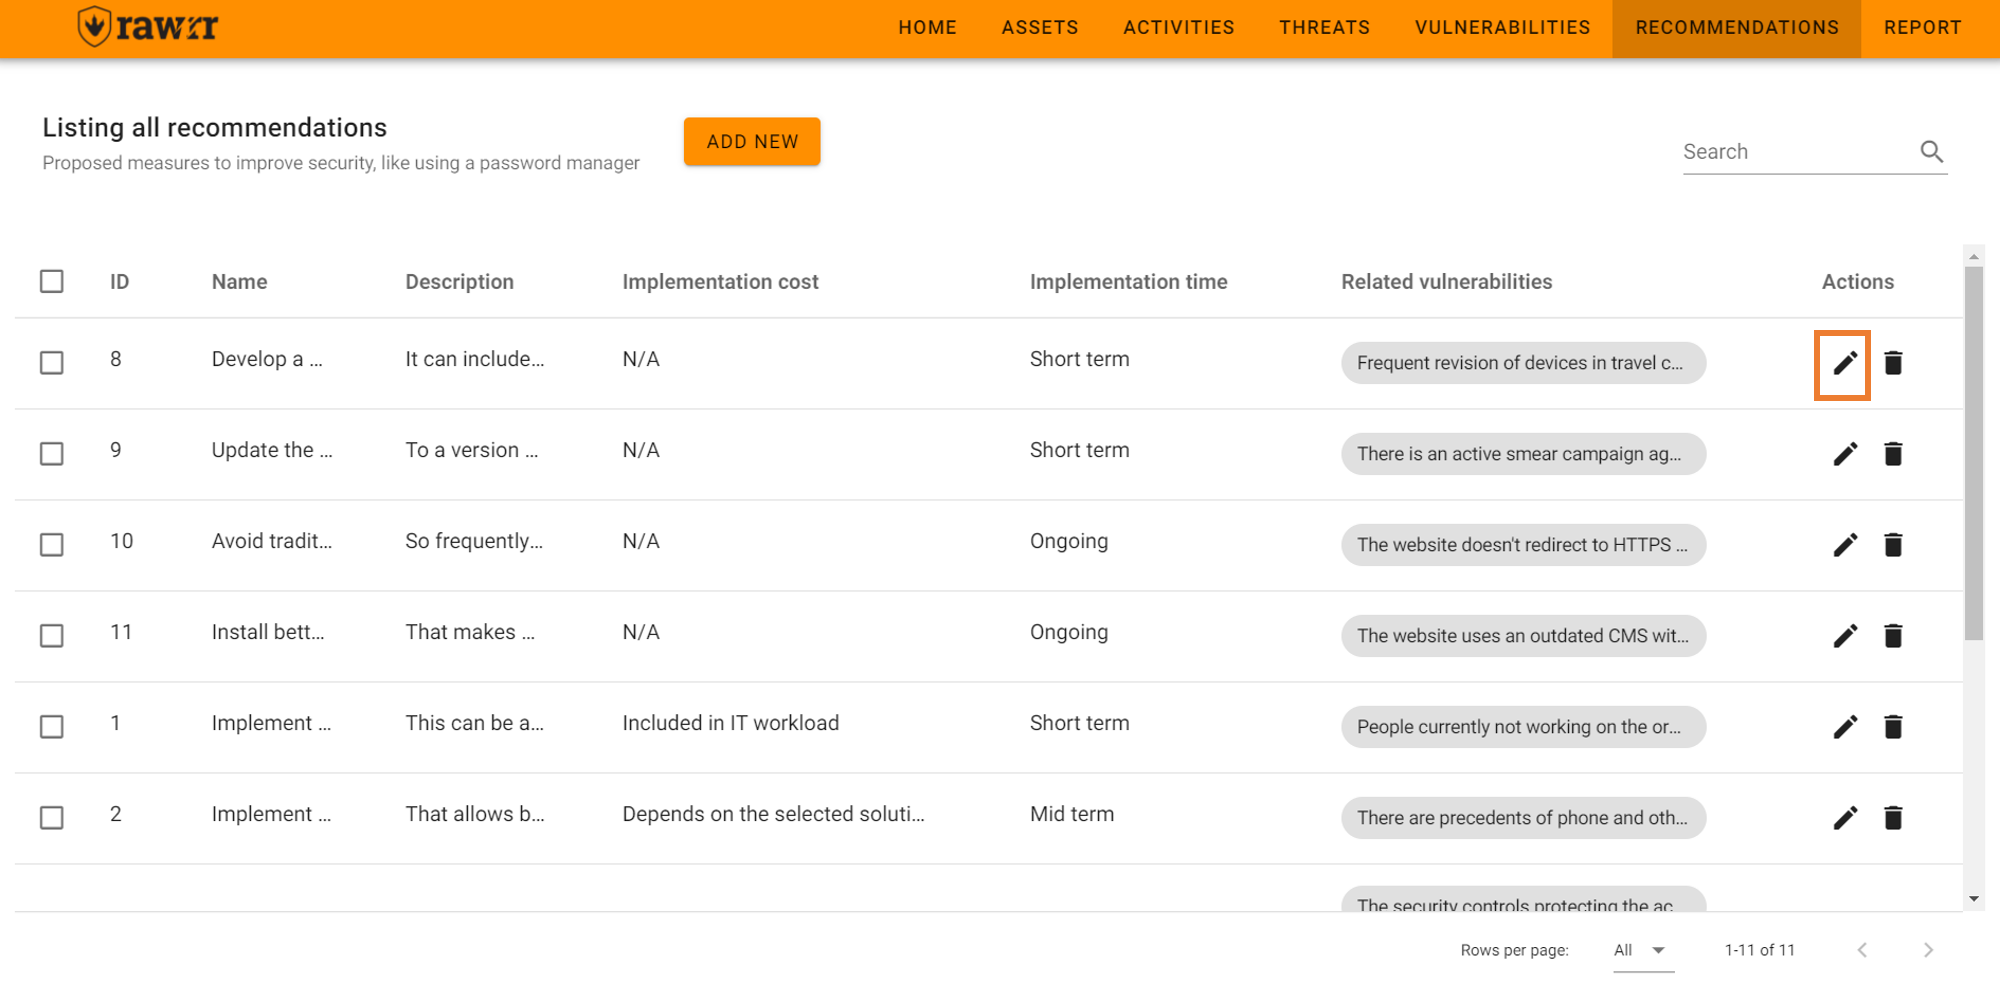 rawrr HOME ASSETS ACTIVITIES THREATS VULNERABILITIES RECOMMENDATIONS REPORT
Listing all recommendations
Proposed measures to improve security, like using a password manager
ADD NEW
Search
ID Name Description Implementation cost Implementation time Related vulnerabilities Actions
8 Develop a ... It can include... N/A Short term Frequent revision of devices in travel c...
9 Update the ... To a version ... N/A Short term There is an active smear campaign ag...
10 Avoid tradit... So frequently... N/A Ongoing The website doesn't redirect to HTTPS ...
11 Install bett... That makes ... N/A Ongoing The website uses an outdated CMS wit...
1 Implement ... This can be a... Included in IT workload Short term People currently not working on the or...
2 Implement ... That allows b... Depends on the selected soluti... Mid term There are precedents of phone and oth...
The security controls protecting the ac
Rows per page: All 1-11 of 11